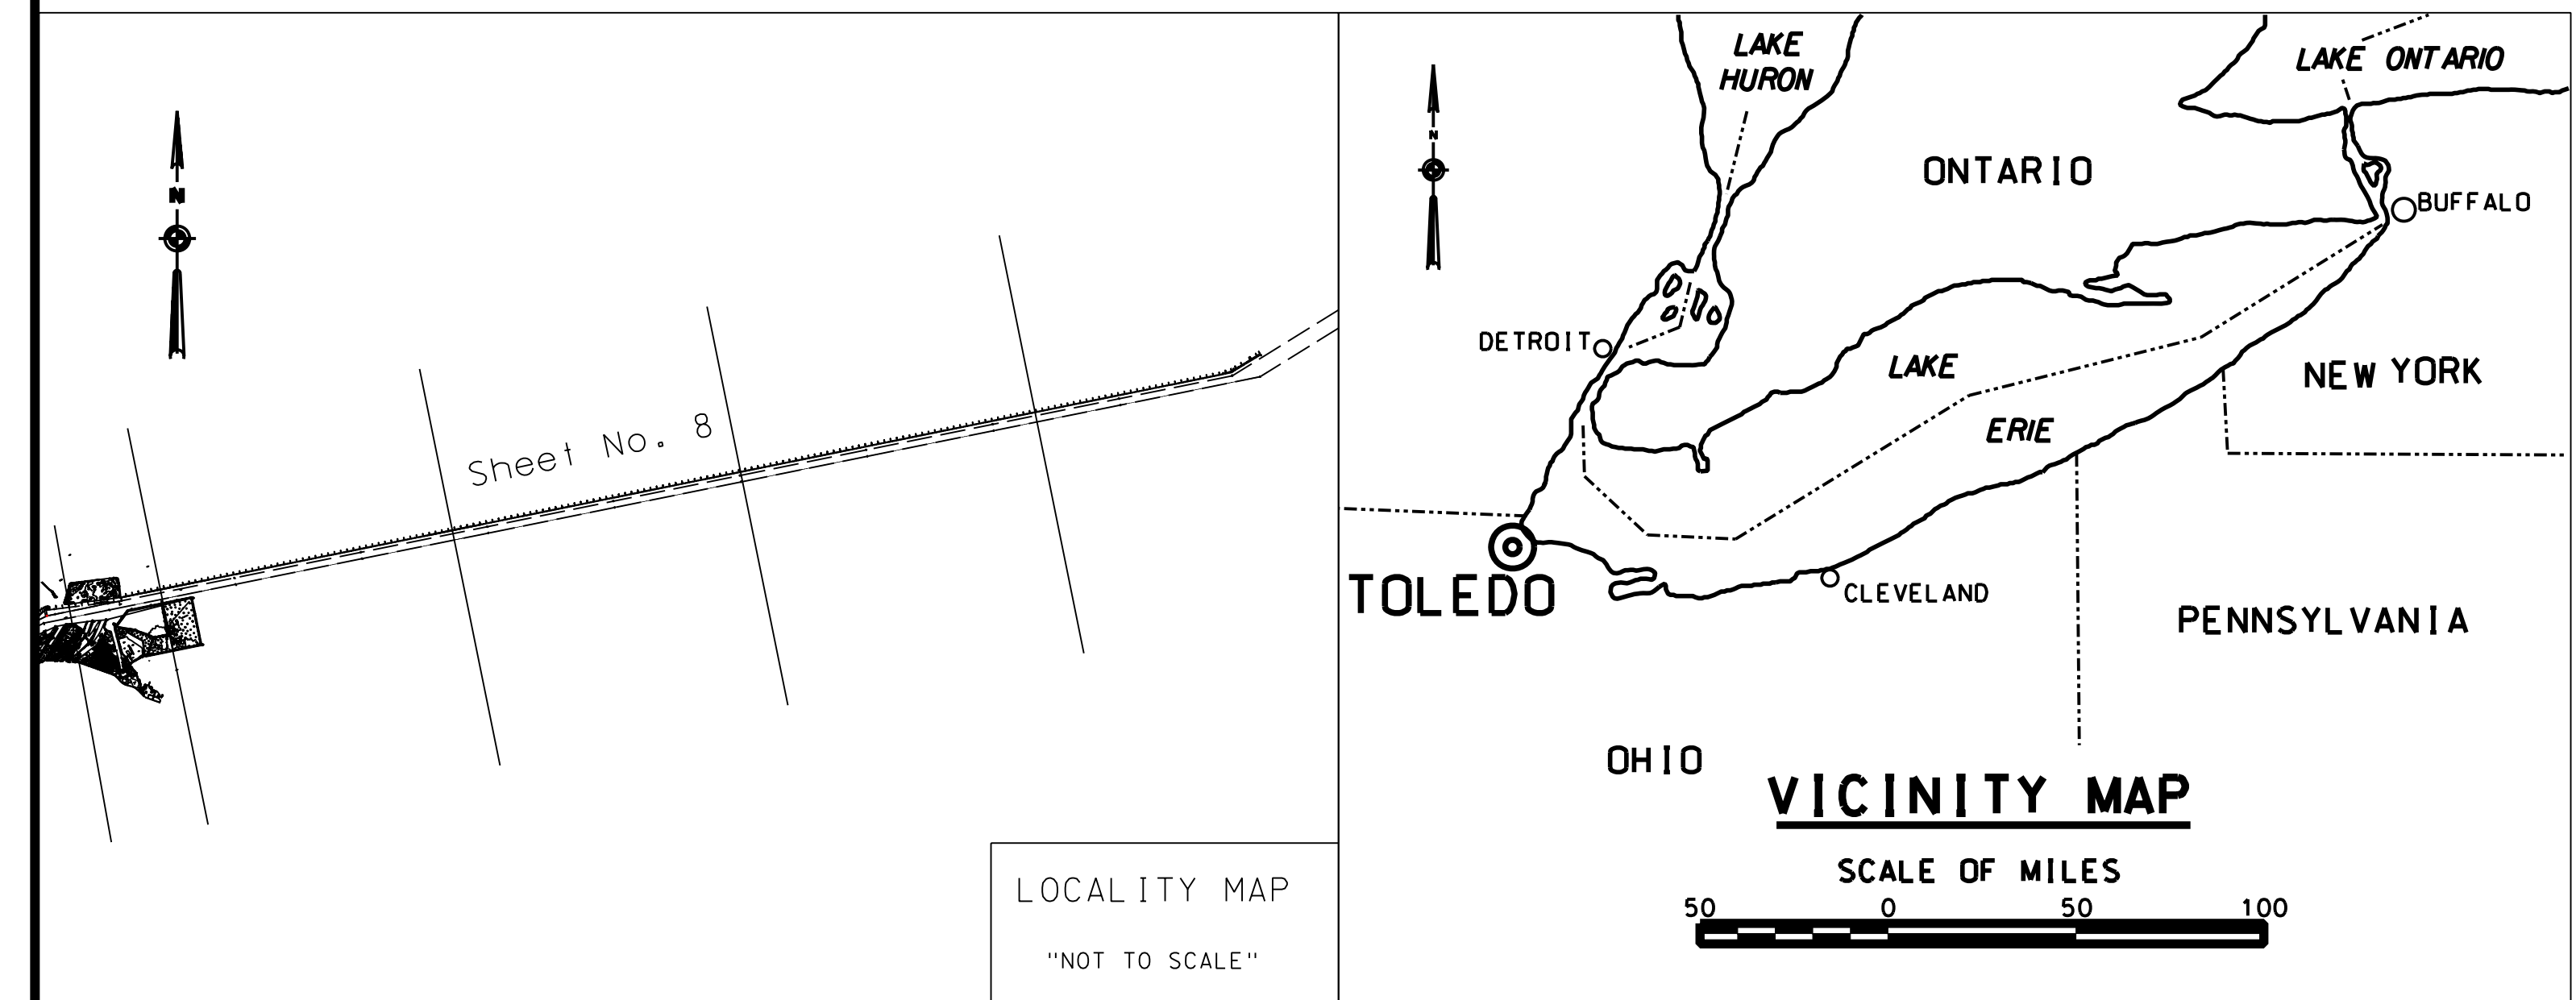 N
Sheet No. 8
LOCALITY MAP
"NOT TO SCALE"
N
LAKE
HURON
LAKE ONTARIO
ONTARIO
BUFFALO
DETROIT
LAKE
ERIE
NEW YORK
TOLEDO
CLEVELAND
PENNSYLVANIA
OHIO
VICINITY MAP
SCALE OF MILES
50 0 50 100